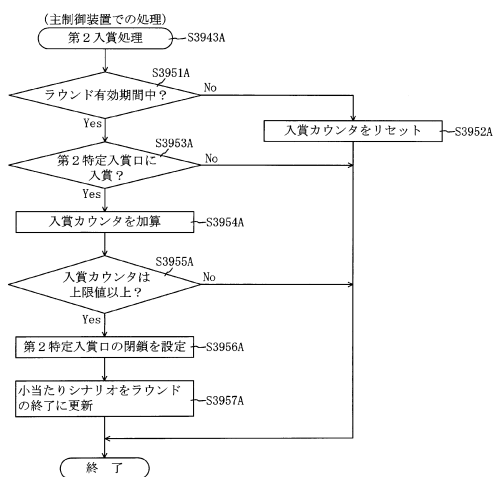 (主制御装置での処理)
第2入賞処理
S3943A
S3951A
ラウンド有効期間中？
No
Yes
入賞カウンタをリセット
S3952A
S3953A
第2特定入賞口に
入賞？
No
Yes
入賞カウンタを加算
S3954A
S3955A
入賞カウンタは
上限値以上？
No
Yes
第2特定入賞口の閉鎖を設定
S3956A
小当たりシナリオをラウンド
の終了に更新
S3957A
終 了